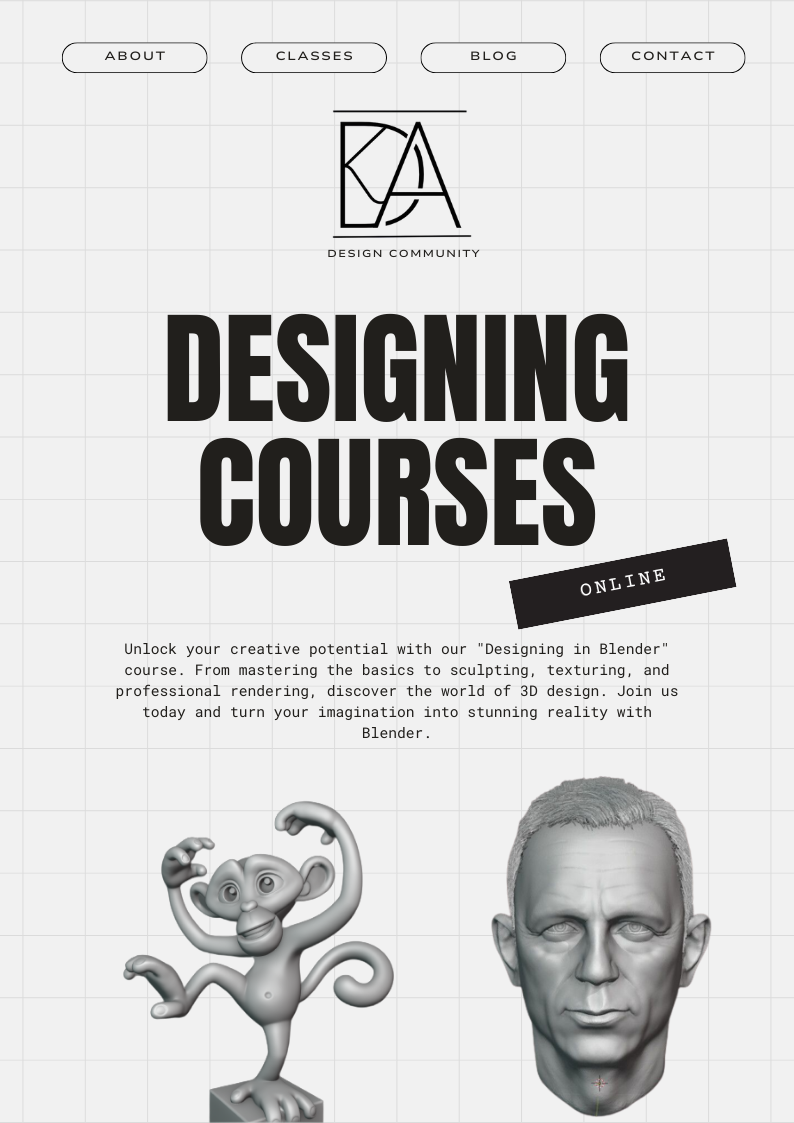 ABOUT
CLASSES
BLOG
CONTACT
DA
DESIGN COMMUNITY
DESIGNING
COURSES
ONLINE
Unlock your creative potential with our "Designing in Blender"
course. From mastering the basics to sculpting, texturing, and
professional rendering, discover the world of 3D design. Join us
today and turn your imagination into stunning reality with
Blender.